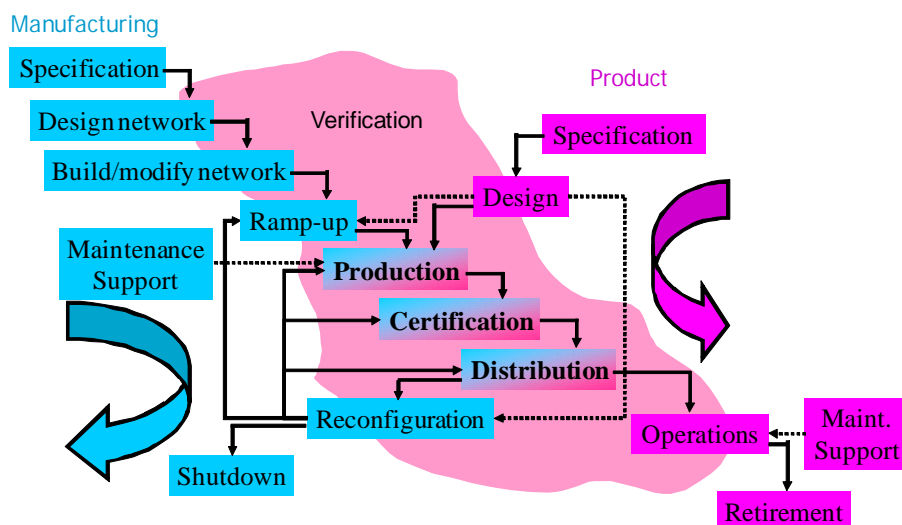 Manufacturing
Specification
Product
Design network
Verification
Specification
Build/modify network
Design
Ramp-up
Maintenance
Support
Production
Certification
Distribution
Reconfiguration
Operations
Maint.
Support
Shutdown
Retirement